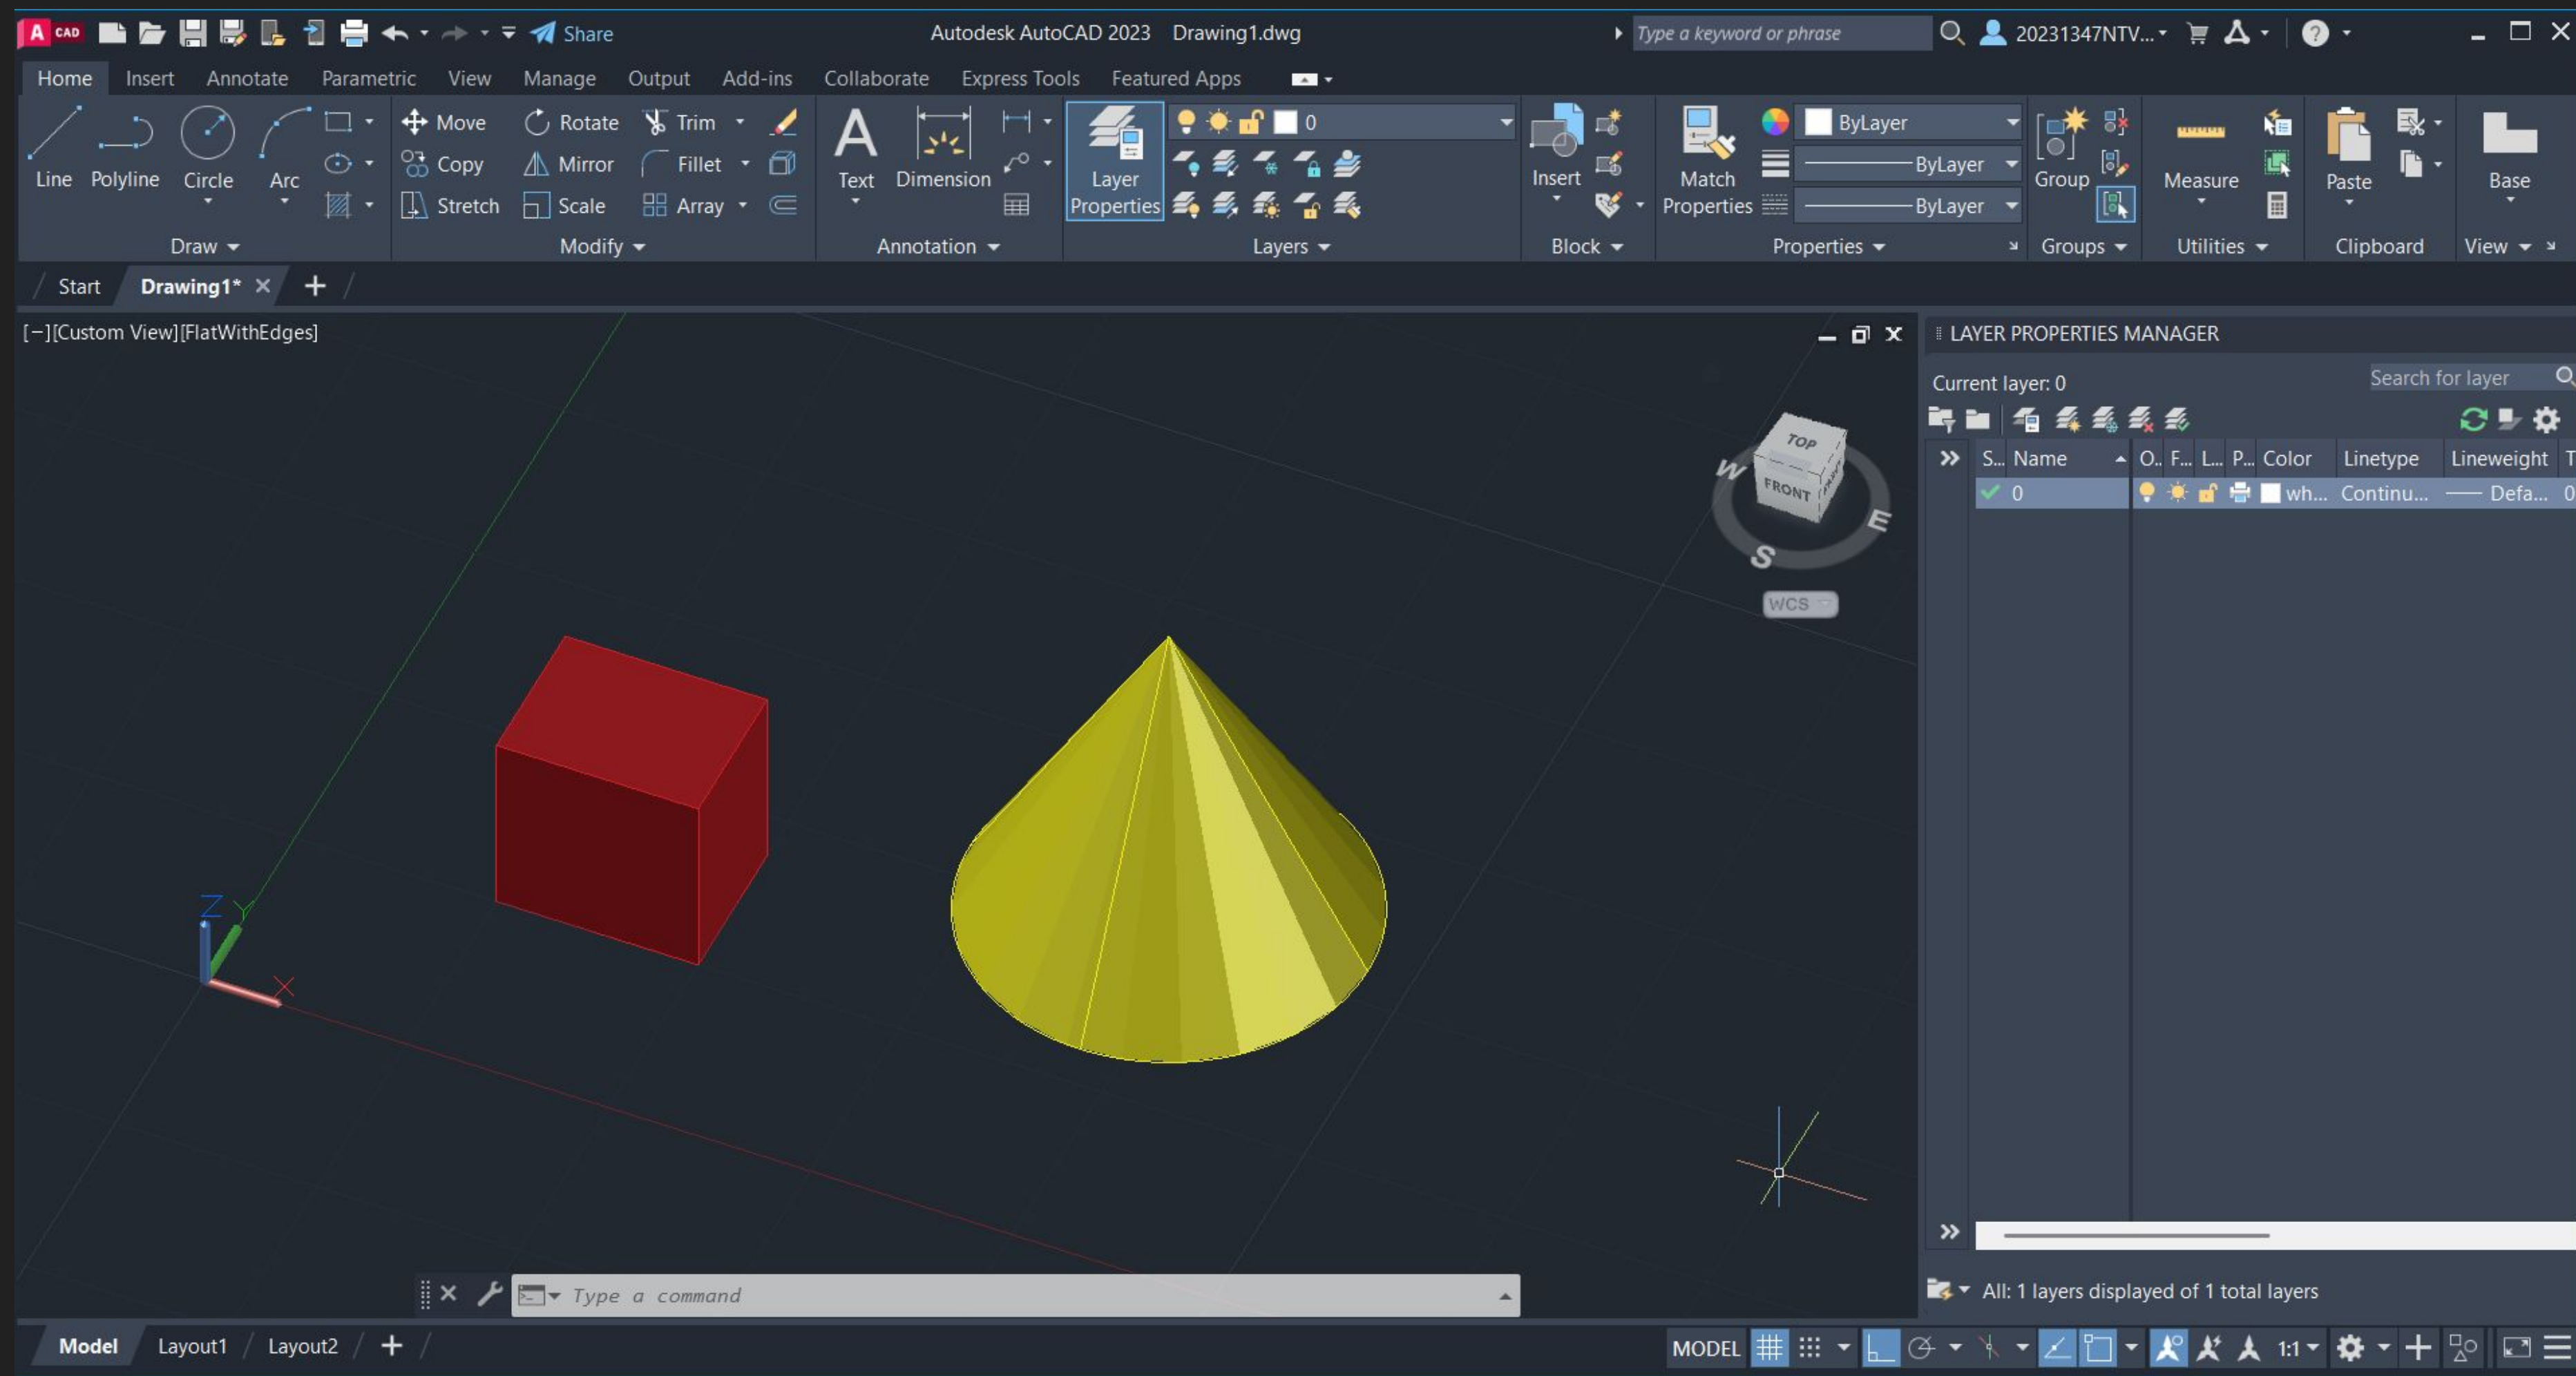 A CAD Share Autodesk AutoCAD 2023 Drawing1.dwg Type a keyword or phrase 20231347NTV... ?
Home Insert Annotate Parametric View Manage Output Add-ins Collaborate Express Tools Featured Apps
Line Polyline Circle Arc
Move Rotate Trim
Copy Mirror Fillet
Stretch Scale Array
A Text Dimension
Layer Properties
0
Insert
Match Properties
ByLayer
ByLayer
ByLayer
Group
Measure
Paste
Base
Draw Modify Annotation Layers Block Properties Groups Utilities Clipboard View
Start Drawing1*
[−][Custom View][FlatWithEdges]
TOP
FRONT
W
E
S
WCS
Z
Y
X
LAYER PROPERTIES MANAGER
Current layer: 0 Search for layer
S... Name O.. F... L... P... Color Linetype Lineweight T
0 wh... Continu... Defa... 0
Type a command
All: 1 layers displayed of 1 total layers
Model Layout1 Layout2
MODEL 1:1